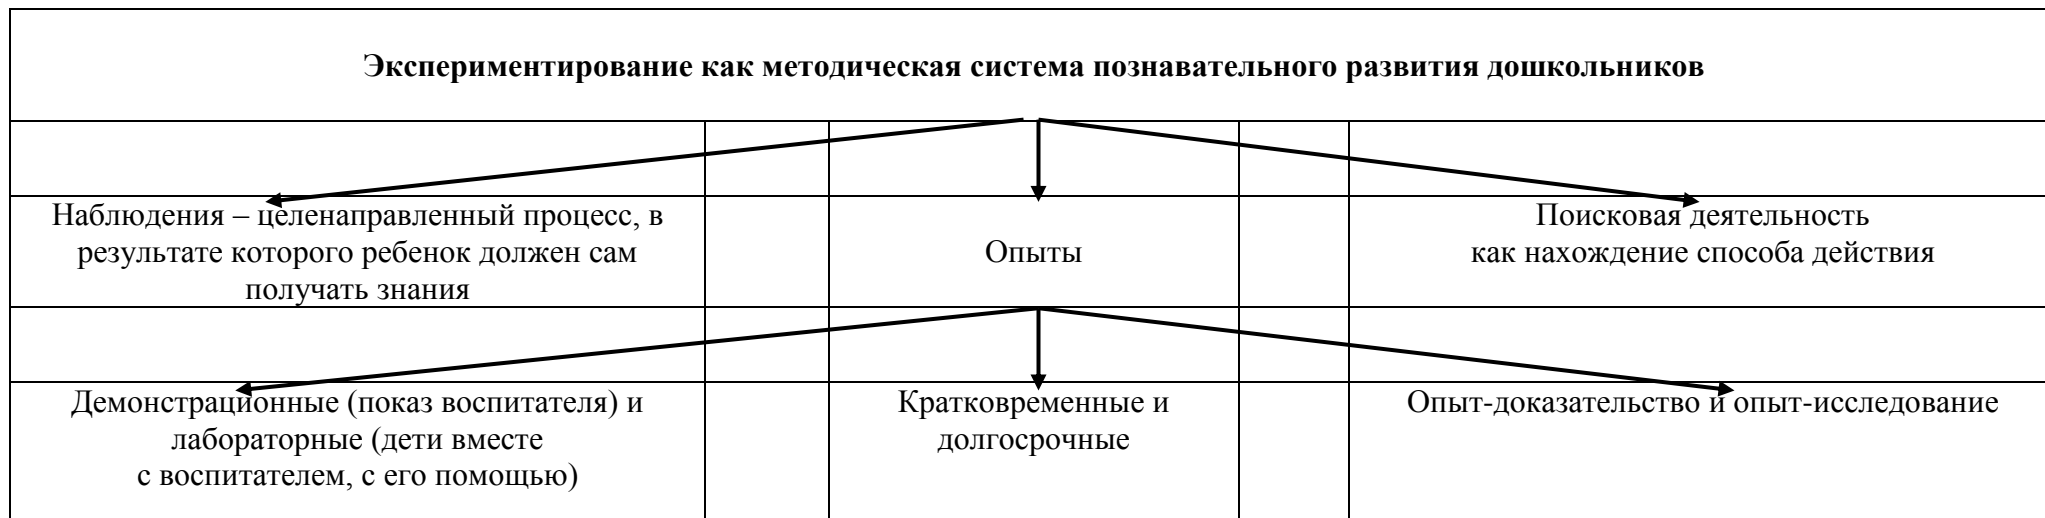 Экспериментирование как методическая система познавательного развития дошкольников
Наблюдения – целенаправленный процесс, в
результате которого ребенок должен сам
получать знания
Опыты
Поисковая деятельность
как нахождение способа действия
Демонстрационные (показ воспитателя) и
лабораторные (дети вместе
с воспитателем, с его помощью)
Кратковременные и
долгосрочные
Опыт-доказательство и опыт-исследование